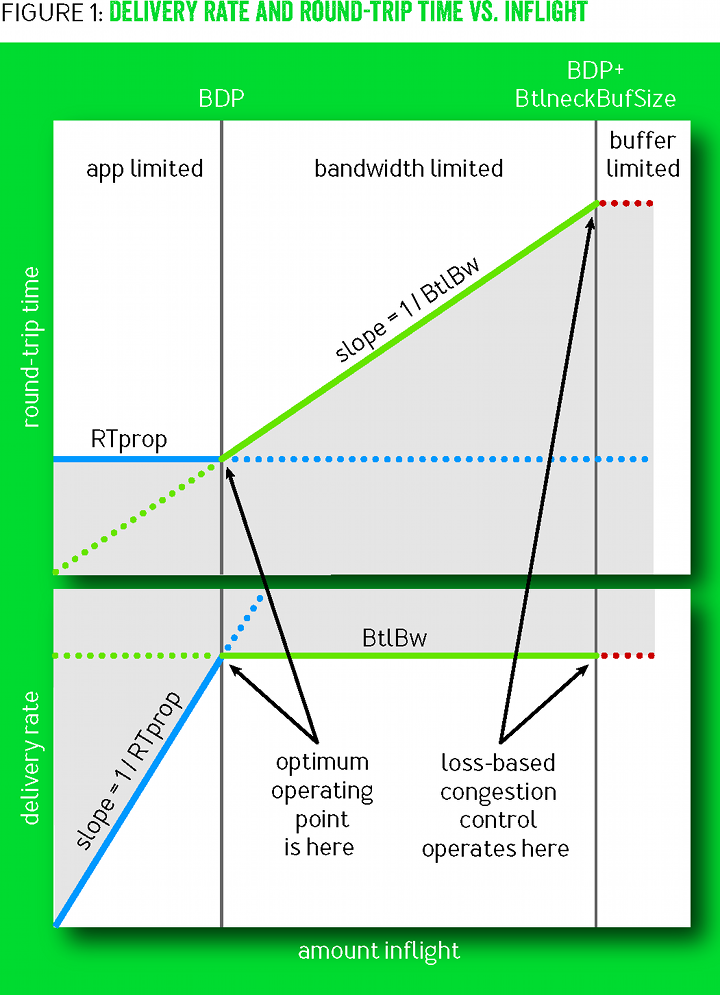 FIGURE 1: DELIVERY RATE AND ROUND-TRIP TIME VS. INFLIGHT
BDP
BDP+
BtlneckBufSize
app limited
bandwidth limited
buffer
limited
round-trip time
slope = 1 / BtlBw
RTprop
BtlBw
delivery rate
slope = 1 / RTprop
optimum
operating
point
is here
loss-based
congestion
control
operates here
amount inflight